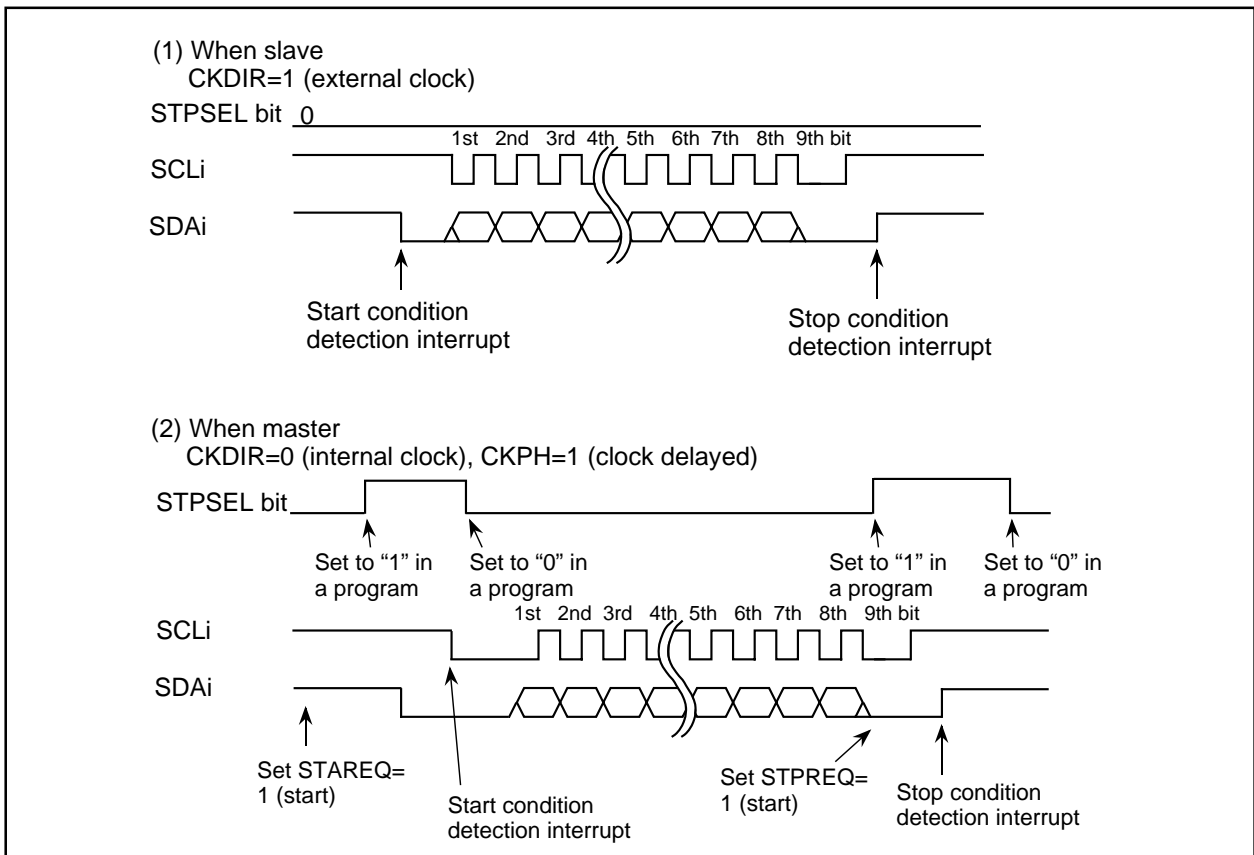 (1) When slave
CKDIR=1 (external clock)
STPSEL bit 0
1st 2nd 3rd 4th 5th 6th 7th 8th 9th bit
SCLi
SDAi
Start condition
detection interrupt
Stop condition
detection interrupt
(2) When master
CKDIR=0 (internal clock), CKPH=1 (clock delayed)
STPSEL bit
Set to “1” in
a program
Set to “0” in
a program
Set to “1” in
a program
Set to “0” in
a program
1st 2nd 3rd 4th 5th 6th 7th 8th 9th bit
SCLi
SDAi
Set STAREQ=
1 (start)
Start condition
detection interrupt
Set STPREQ=
1 (start)
Stop condition
detection interrupt